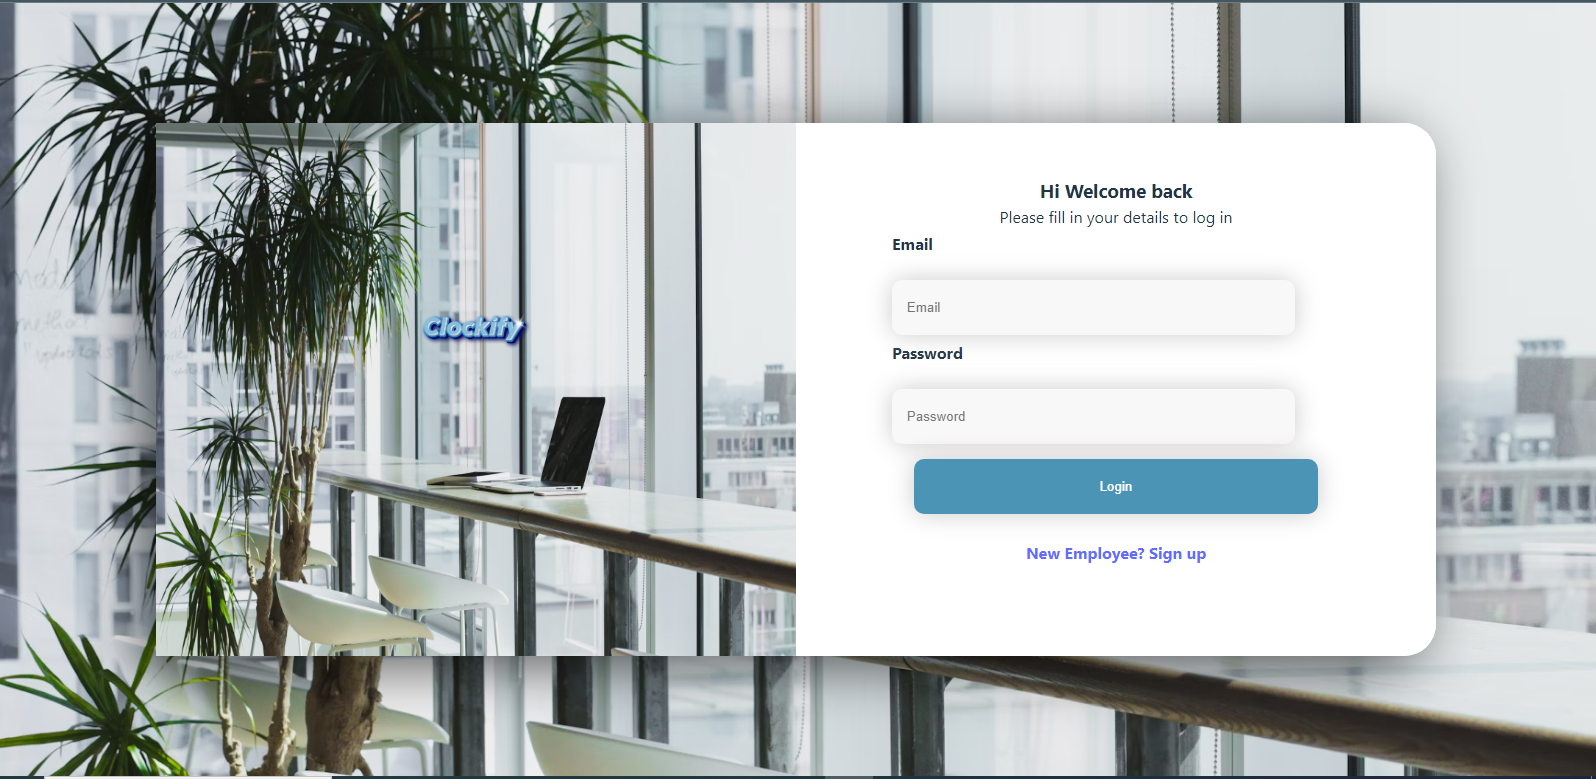 Clockify
Hi Welcome back
Please fill in your details to log in
Email
Email
Password
Password
Login
New Employee? Sign up